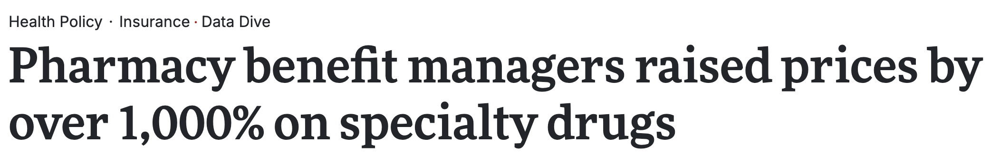 Health Policy · Insurance · Data Dive
Pharmacy benefit managers raised prices by
over 1,000% on specialty drugs